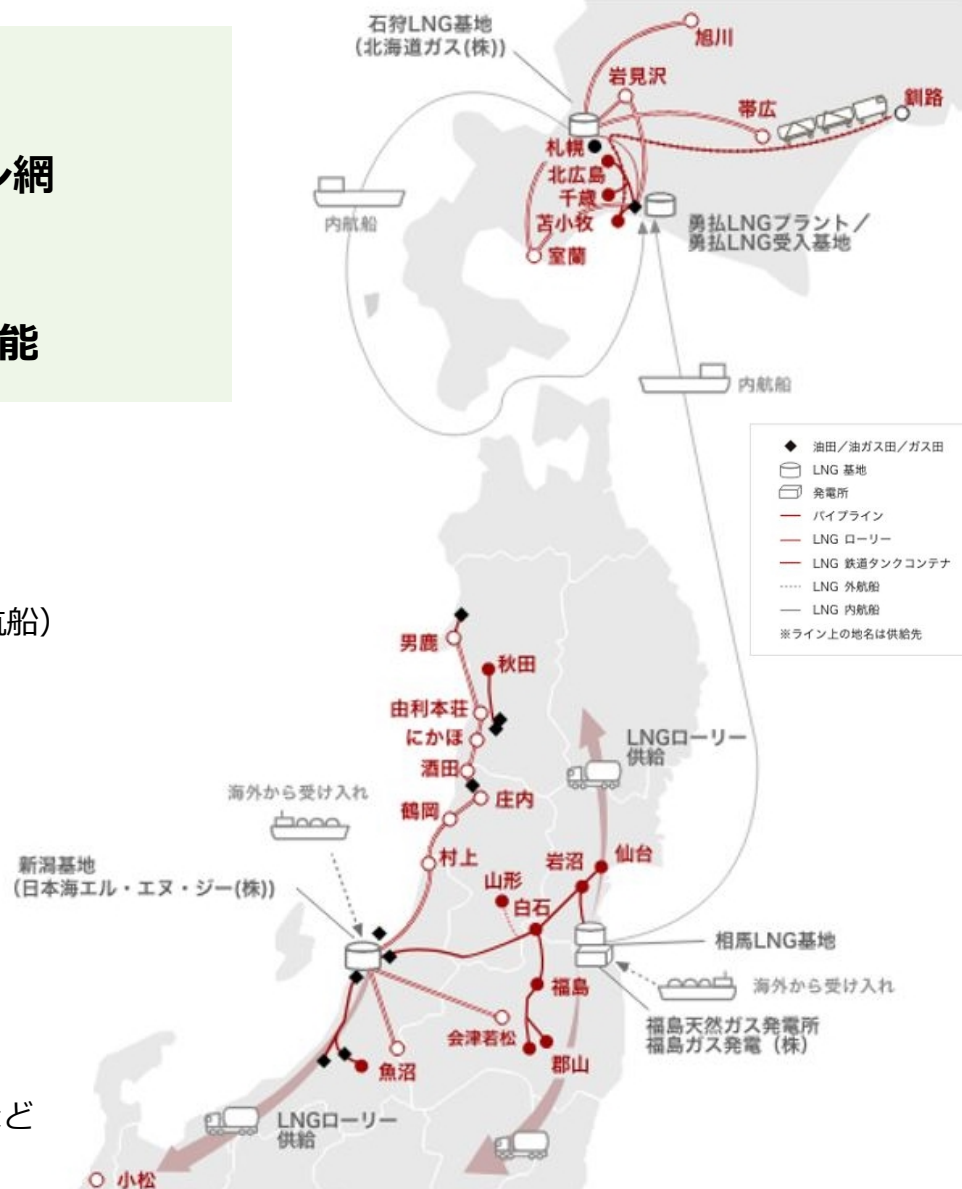 ン網
能
航船）
など
石狩LNG基地
（北海道ガス(株)）
旭川
岩見沢
帯広
釧路
札幌
北広島
千歳
苫小牧
室蘭
勇払LNGプラント／
勇払LNG受入基地
内航船
内航船
油田／油ガス田／ガス田
LNG 基地
発電所
パイプライン
LNG ローリー
LNG 鉄道タンクコンテナ
LNG 外航船
LNG 内航船
※ライン上の地名は供給先
男鹿
秋田
由利本荘
にかほ
酒田
庄内
鶴岡
村上
LNGローリー
供給
海外から受け入れ
新潟基地
（日本海エル・エヌ・ジー(株)）
山形
白石
岩沼
仙台
相馬LNG基地
海外から受け入れ
福島天然ガス発電所
福島ガス発電（株）
福島
会津若松
郡山
魚沼
LNGローリー
供給
小松